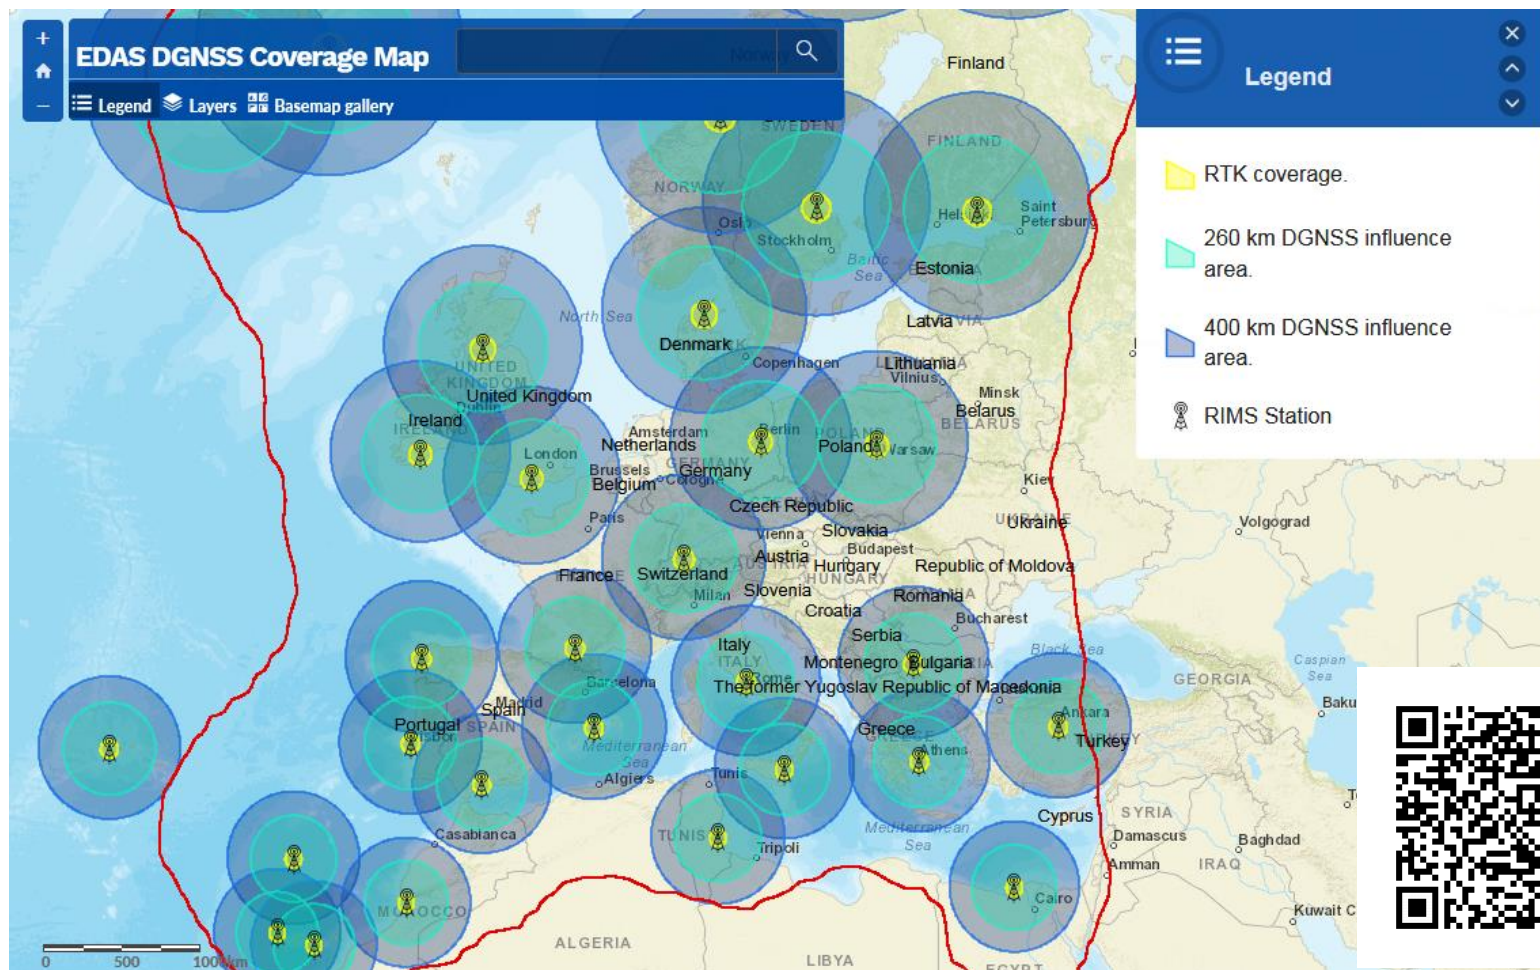 EDAS DGNSS Coverage Map
Legend
Layers
Basemap gallery
Legend
RTK coverage.
260 km DGNSS influence
area.
400 km DGNSS influence
area.
RIMS Station
Norway
Finland
SWEDEN
FINLAND
NORWAY
Saint
Petersburg
Stockholm
Baltic
Sea
Estonia
North Sea
Latvia
Denmark
Copenhagen
Lithuania
Vilnius
UNITED
KINGDOM
United Kingdom
Dublin
Minsk
Belarus
BELARUS
Ireland
IRELAND
Amsterdam
Netherlands
Berlin
POLAND
Poland
Warsaw
London
Brussels
Belgium
GERMANY
Germany
Cologne
Czech Republic
Paris
UKRAINE
Ukraine
Volgograd
Vienna
Slovakia
Austria
Budapest
Hungary
HUNGARY
Republic of Moldova
France
Switzerland
Milan
Slovenia
Romania
Croatia
Bucharest
Serbia
Italy
ITALY
Montenegro
Bulgaria
Black Sea
Caspian
Sea
GEORGIA
Rome
The former Yugoslav Republic of Macedonia
Barcelona
Madrid
Spain
SPAIN
Portugal
Ankara
Turkey
Greece
GREECE
Athens
Mediterranean
Sea
Algiers
Tunis
Casablanca
Tripoli
Mediterranean
Sea
Cyprus
SYRIA
Damascus
Baghdad
Amman
IRAQ
Cairo
MOROCCO
ALGERIA
LIBYA
EGYPT
0 500 1000km